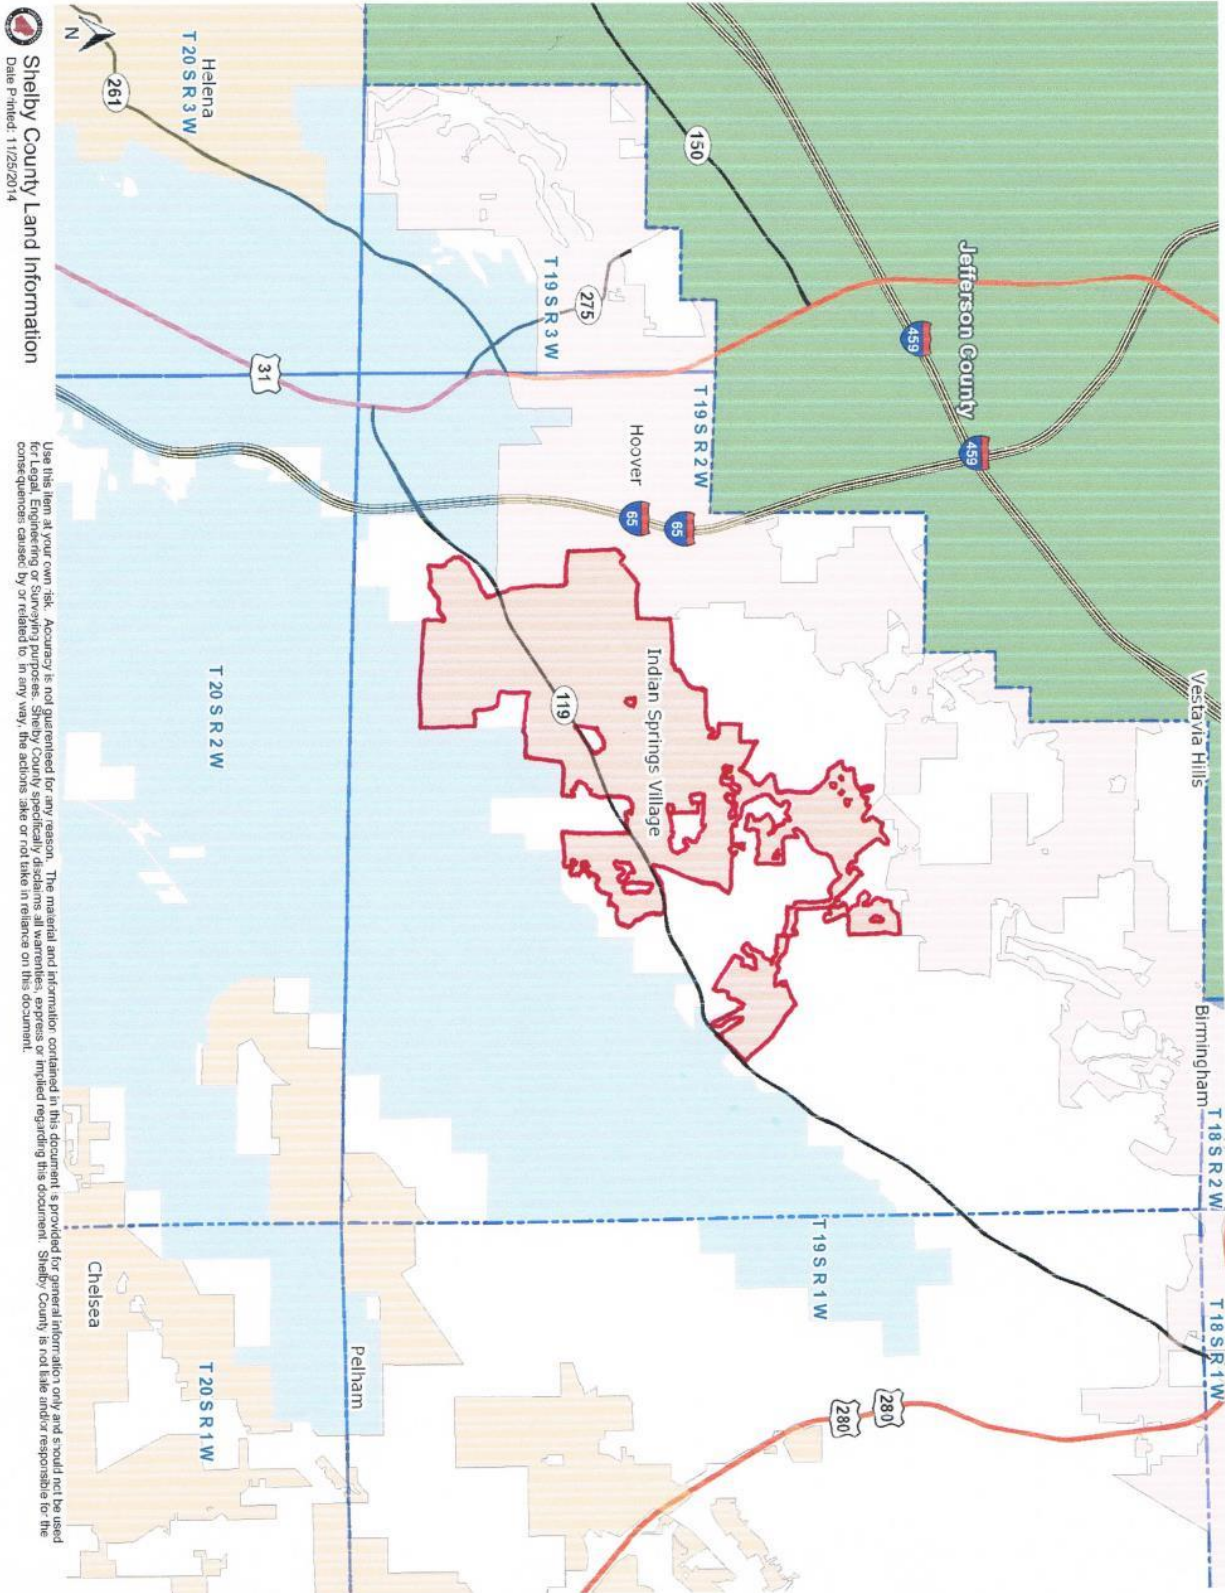 Jefferson County
Vestavia Hills
Birmingham
T 18 S R 2 W
T 18 S R 1 W
459
459
150
T 19 S R 2 W
Hoover
65
65
275
T 19 S R 3 W
Indian Springs Village
119
T 19 S R 1 W
280
280
31
261
Helena
T 20 S R 3 W
T 20 S R 2 W
Pelham
T 20 S R 1 W
Chelsea
N
Shelby County Land Information
Date Printed: 11/25/2014
Use this item at your own risk. Accuracy is not guarenteed for any reason. The material and information contained in this document is provided for general information only and should not be used
for Legal, Engineering or Surveying purposes. Shelby County specifically disclaims all warrenties, express or implied regarding this document. Shelby County is not liale and/or responsible for the
consequences caused by or related to, in any way, the actions take or not take in reliance on this document.